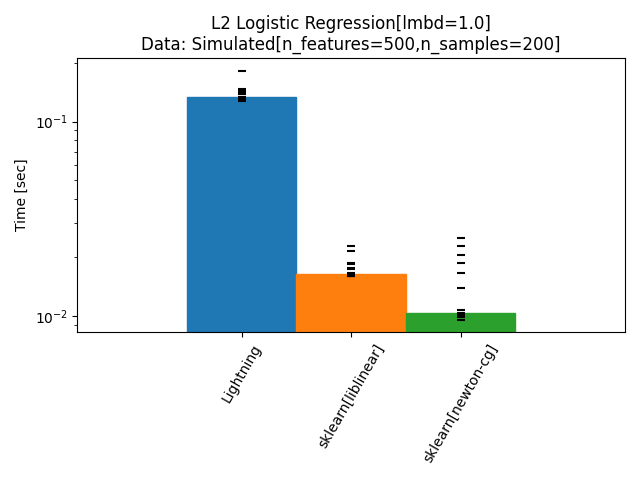 L2 Logistic Regression[lmbd=1.0]
Data: Simulated[n_features=500,n_samples=200]
Time [sec]
10⁻¹
10⁻²
Lightning
sklearn[liblinear]
sklearn[newton-cg]